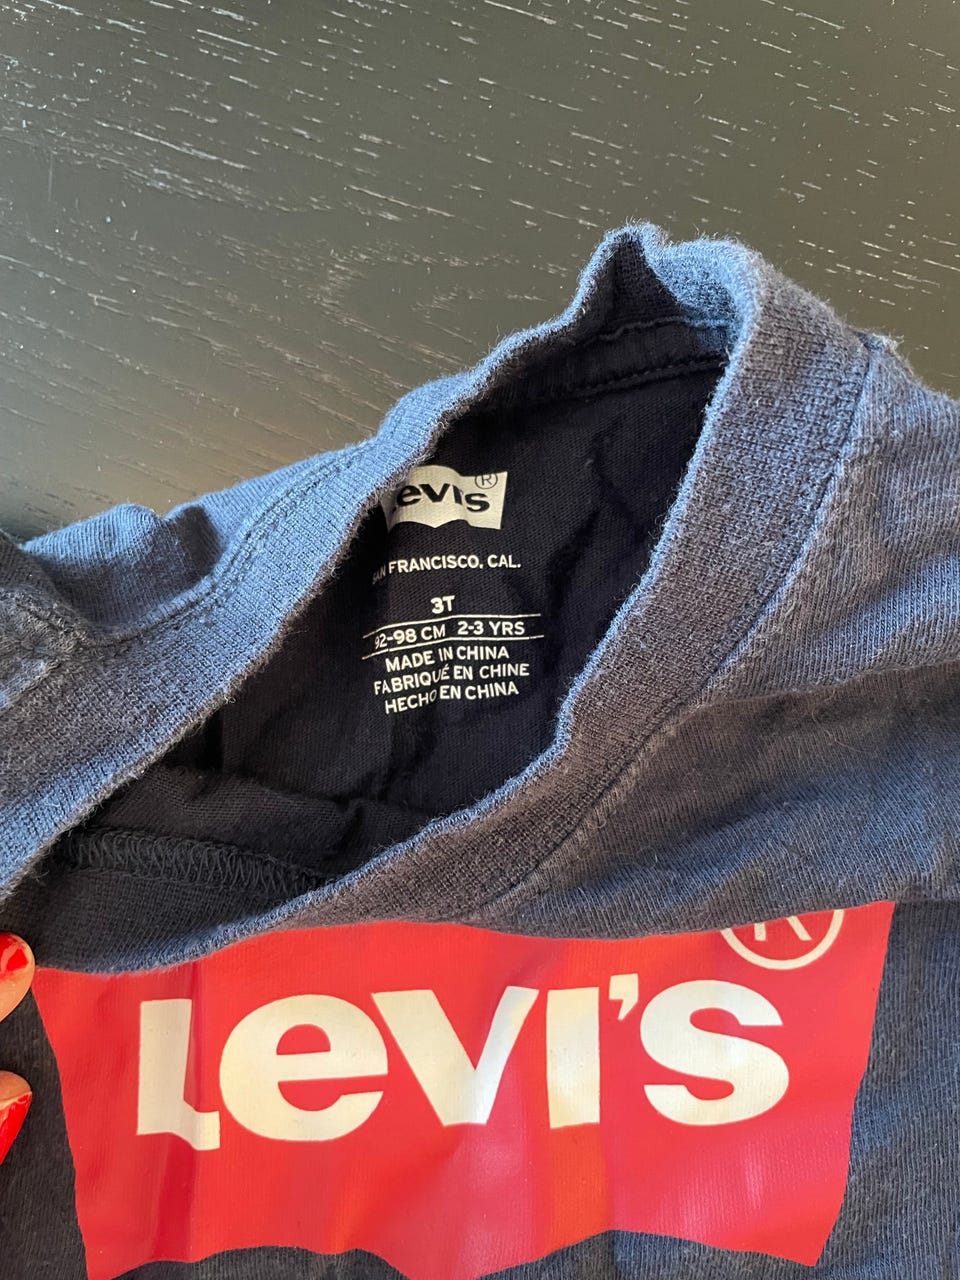 Levi's®
SAN FRANCISCO, CAL.
3T
92-98 CM 2-3 YRS
MADE IN CHINA
FABRIQUÉ EN CHINE
HECHO EN CHINA
®
Levi's